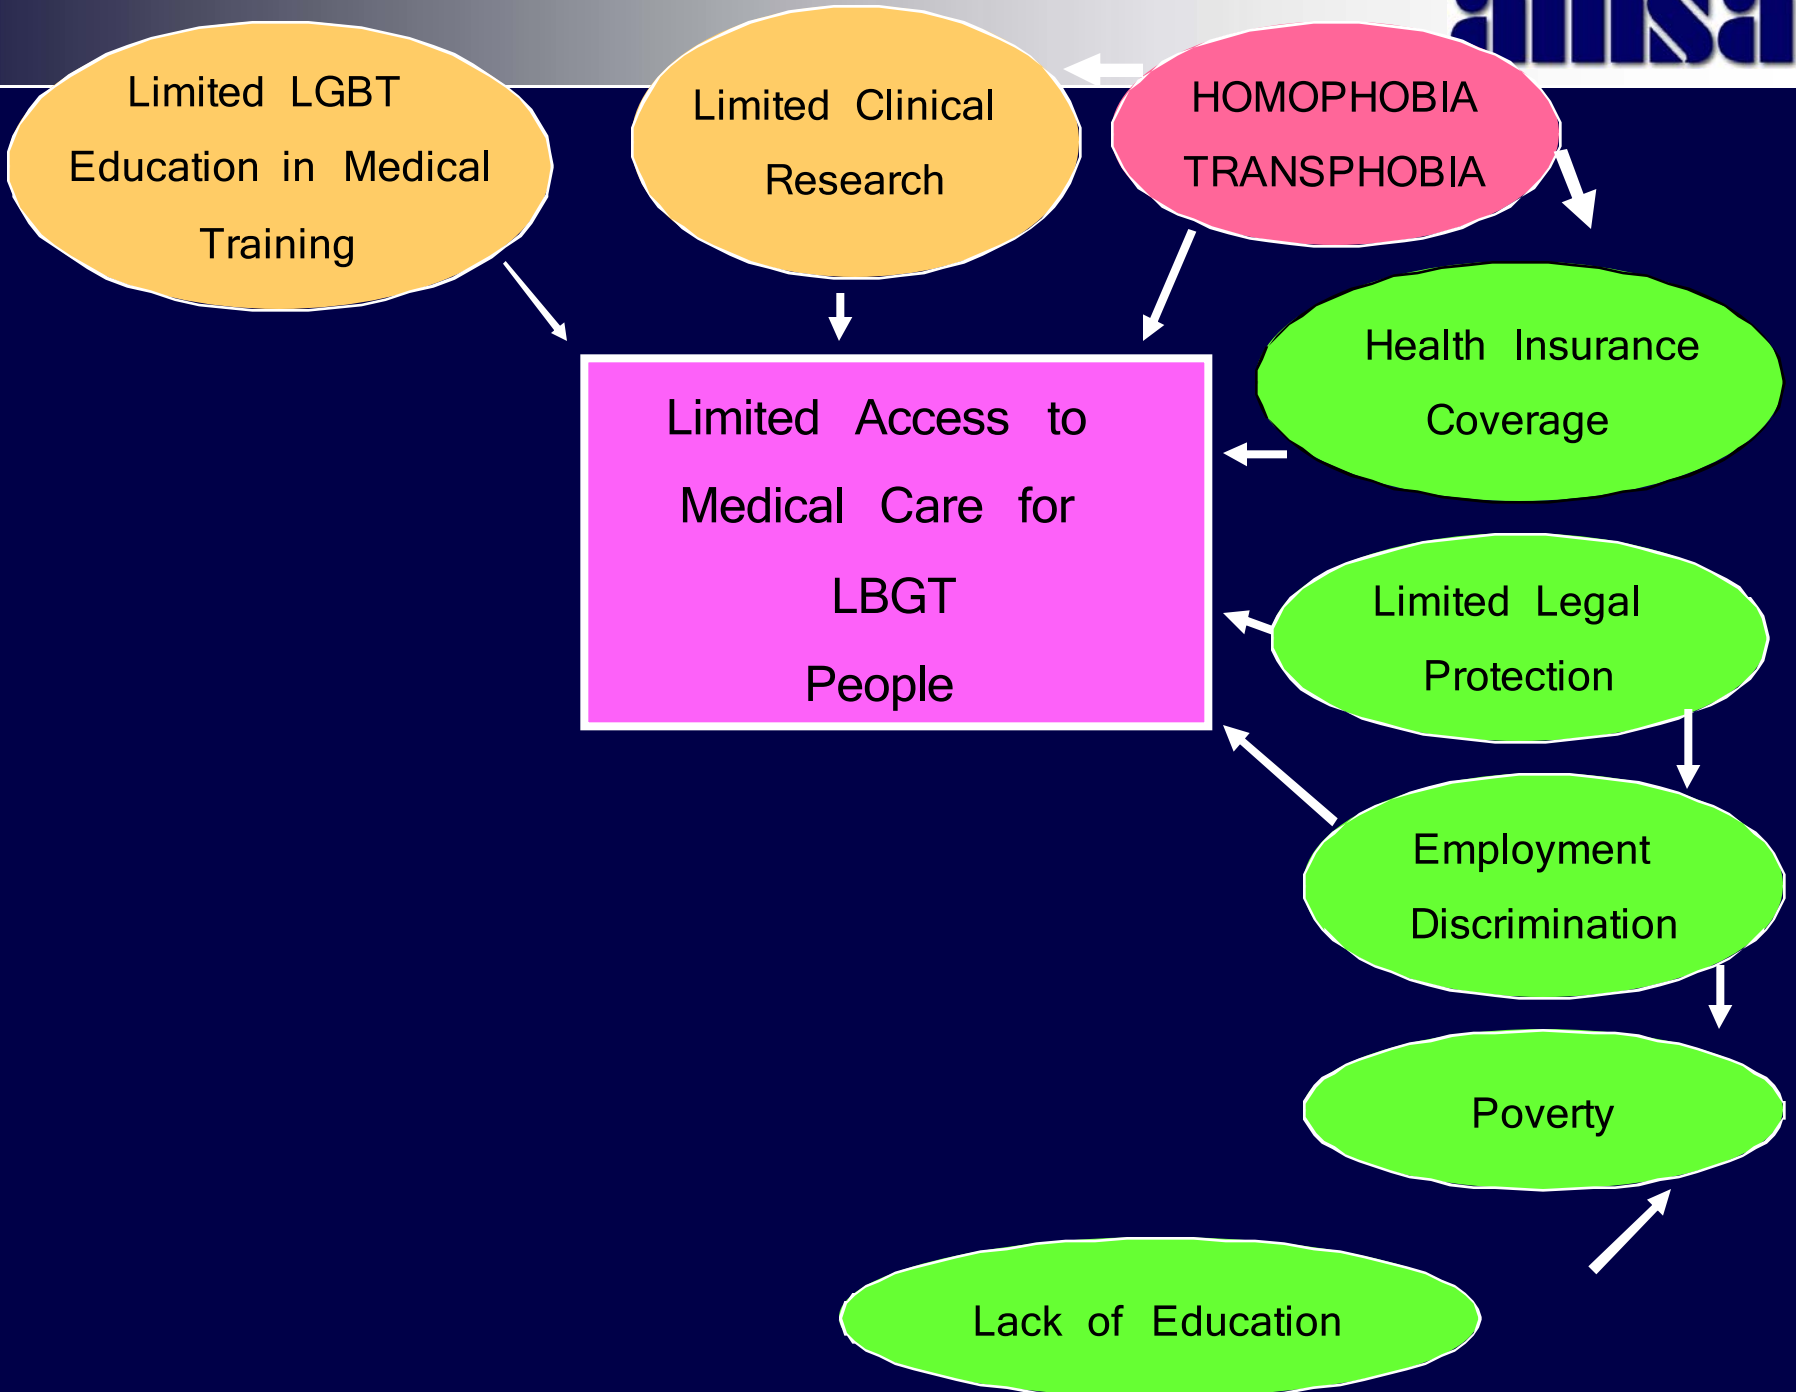 amsa
Limited LGBT
Education in Medical
Training
Limited Clinical
Research
HOMOPHOBIA
TRANSPHOBIA
Health Insurance
Coverage
Limited Access to
Medical Care for
LBGT
People
Limited Legal
Protection
Employment
Discrimination
Poverty
Lack of Education